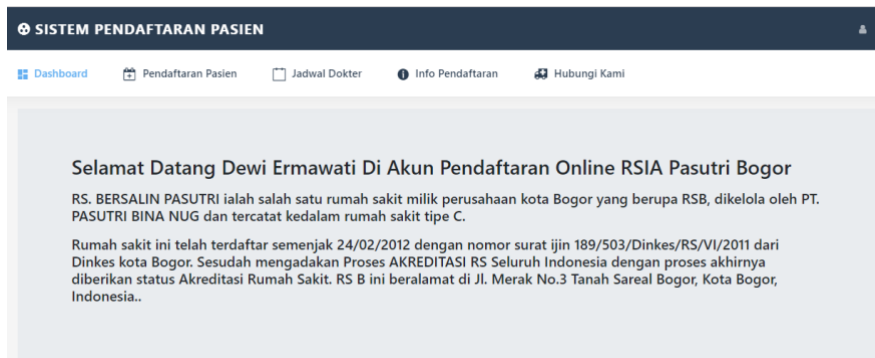 SISTEM PENDAFTARAN PASIEN
Dashboard Pendaftaran Pasien Jadwal Dokter Info Pendaftaran Hubungi Kami
Selamat Datang Dewi Ermawati Di Akun Pendaftaran Online RSIA Pasutri Bogor
RS. BERSALIN PASUTRI ialah salah satu rumah sakit milik perusahaan kota Bogor yang berupa RSB, dikelola oleh PT.
PASUTRI BINA NUG dan tercatat kedalam rumah sakit tipe C.
Rumah sakit ini telah terdaftar semenjak 24/02/2012 dengan nomor surat ijin 189/503/Dinkes/RS/VI/2011 dari
Dinkes kota Bogor. Sesudah mengadakan Proses AKREDITASI RS Seluruh Indonesia dengan proses akhirnya
diberikan status Akreditasi Rumah Sakit. RS B ini beralamat di Jl. Merak No.3 Tanah Sareal Bogor, Kota Bogor,
Indonesia..